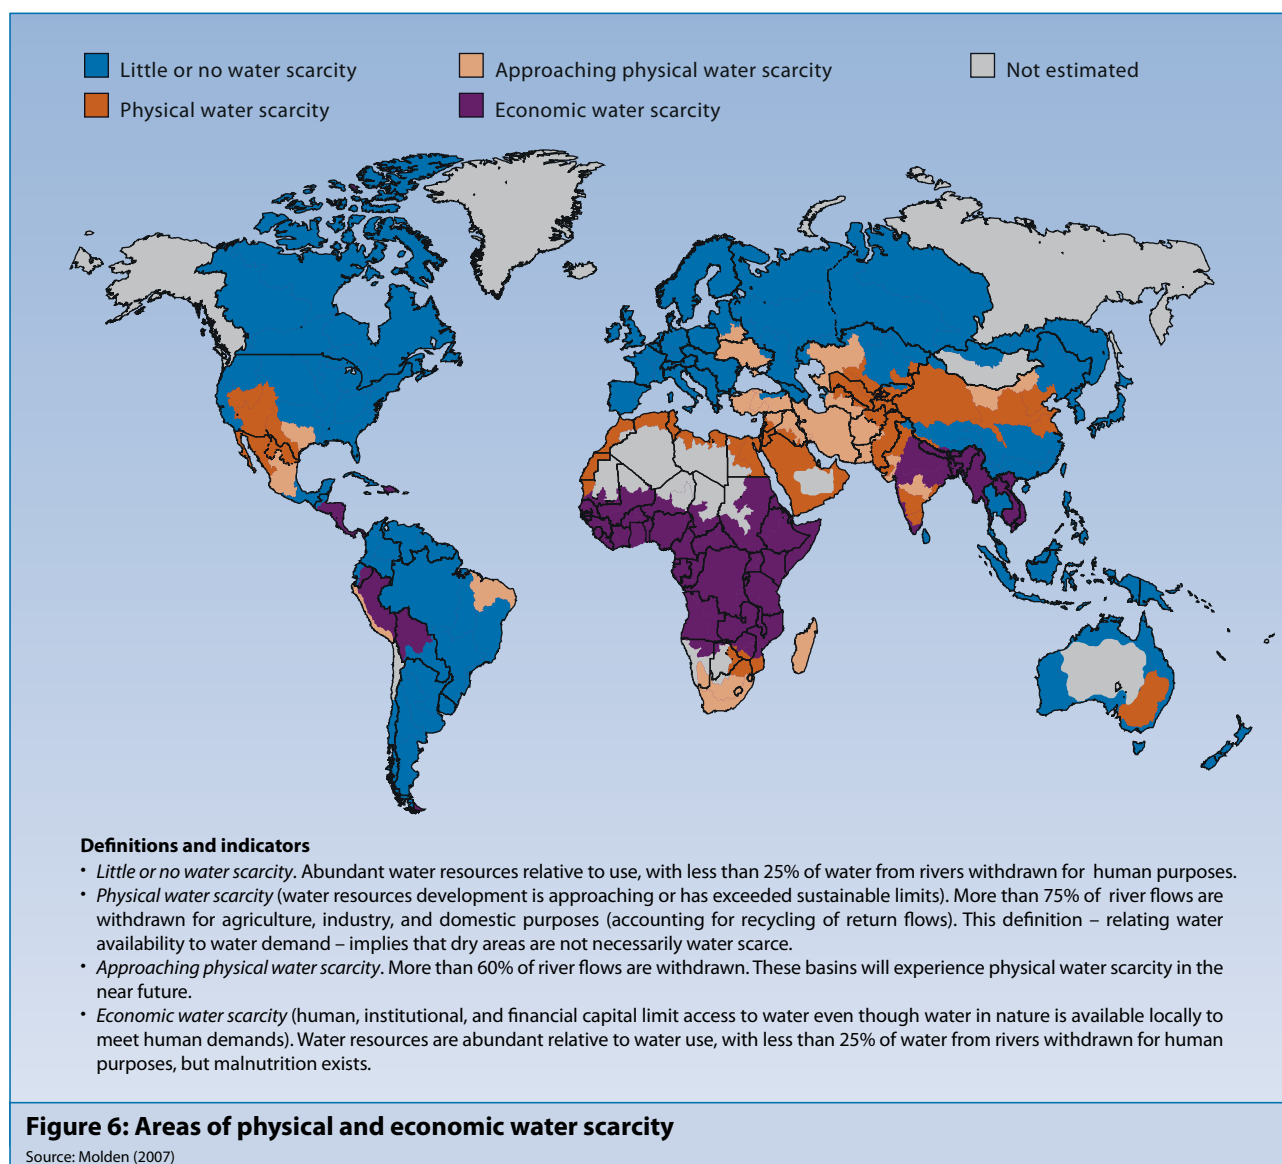 Little or no water scarcity
Approaching physical water scarcity
Not estimated
Physical water scarcity
Economic water scarcity
Definitions and indicators
• Little or no water scarcity. Abundant water resources relative to use, with less than 25% of water from rivers withdrawn for human purposes.
• Physical water scarcity (water resources development is approaching or has exceeded sustainable limits). More than 75% of river flows are
withdrawn for agriculture, industry, and domestic purposes (accounting for recycling of return flows). This definition – relating water
availability to water demand – implies that dry areas are not necessarily water scarce.
• Approaching physical water scarcity. More than 60% of river flows are withdrawn. These basins will experience physical water scarcity in the
near future.
• Economic water scarcity (human, institutional, and financial capital limit access to water even though water in nature is available locally to
meet human demands). Water resources are abundant relative to water use, with less than 25% of water from rivers withdrawn for human
purposes, but malnutrition exists.
Figure 6: Areas of physical and economic water scarcity
Source: Molden (2007)